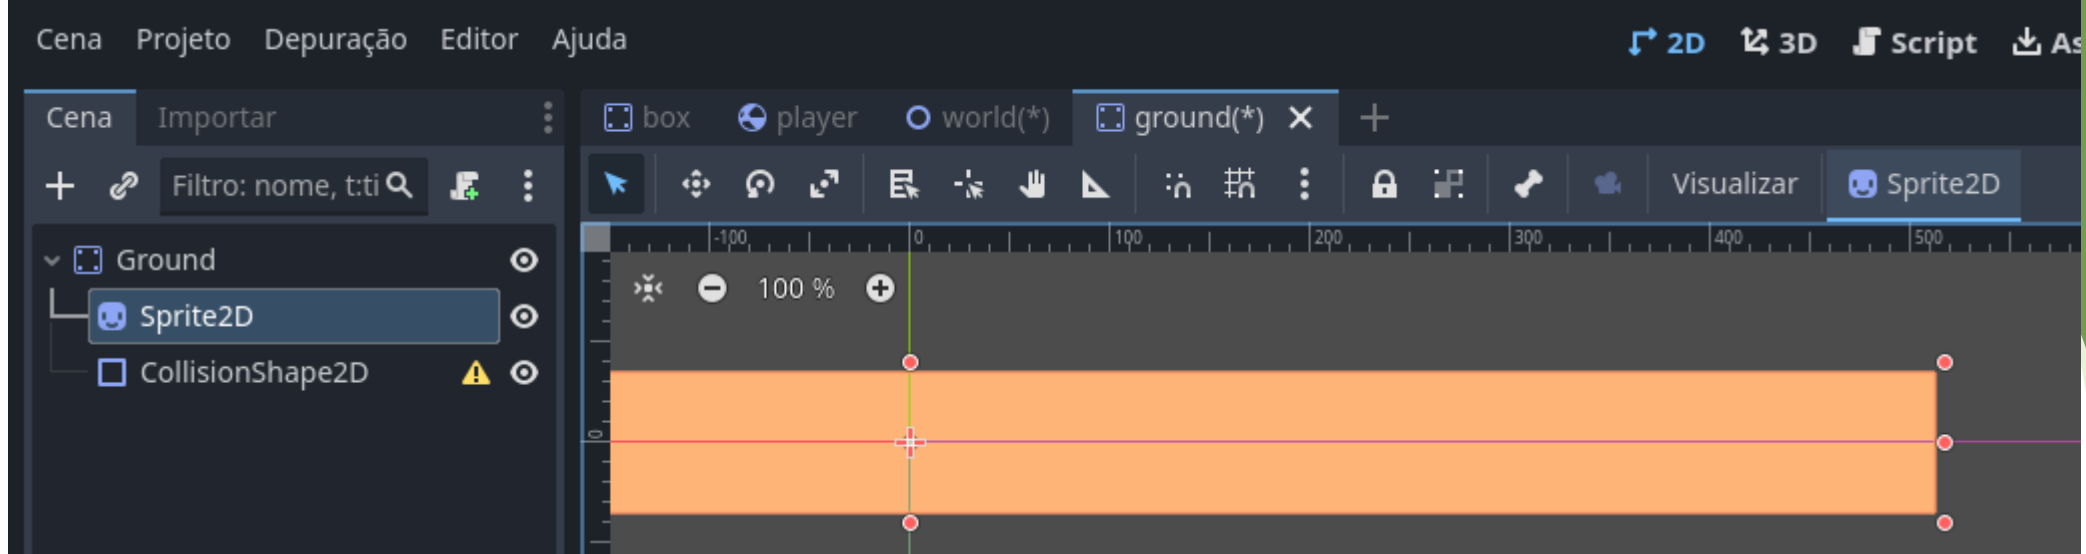 Cena Projeto Depuração Editor Ajuda 2D 3D Script As
Cena Importar box player world(*) ground(*)
Filtro: nome, t:ti Visualizar Sprite2D
-100 0 100 200 300 400 500
Ground
100 %
Sprite2D
CollisionShape2D
0